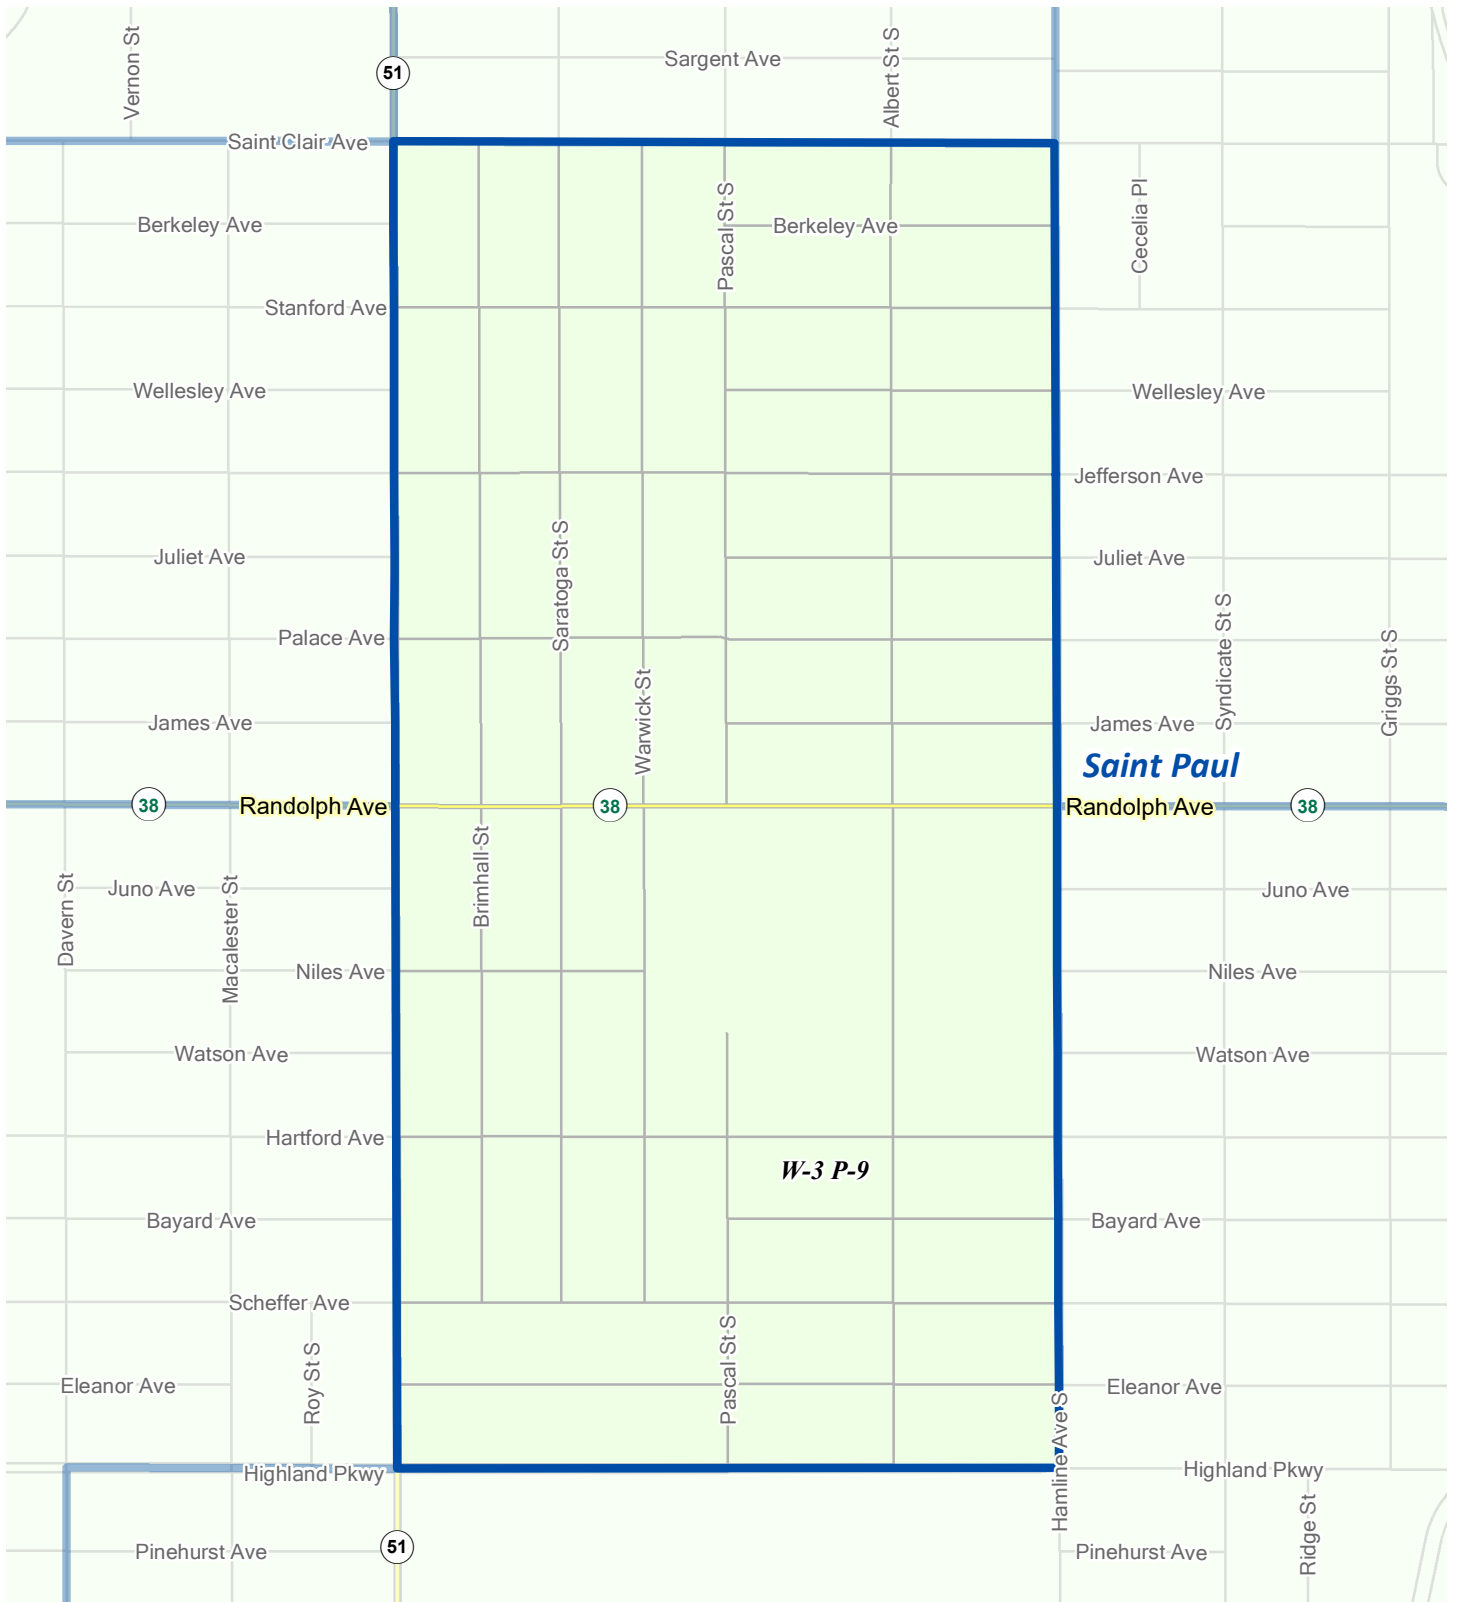 Vernon St
51
Sargent Ave
Albert St S
Saint Clair Ave
Berkeley Ave
Pascal St S
Berkeley Ave
Cecelia Pl
Stanford Ave
Wellesley Ave
Wellesley Ave
Jefferson Ave
Juliet Ave
Saratoga St S
Juliet Ave
Palace Ave
Syndicate St S
Griggs St S
James Ave
Warwick St
James Ave
Saint Paul
38
Randolph Ave
38
Randolph Ave
38
Davern St
Juno Ave
Macalester St
Brimhall St
Juno Ave
Niles Ave
Niles Ave
Watson Ave
Watson Ave
Hartford Ave
W-3 P-9
Bayard Ave
Bayard Ave
Scheffer Ave
Eleanor Ave
Roy St S
Pascal St S
Eleanor Ave
Hamline Ave S
Highland Pkwy
Highland Pkwy
Pinehurst Ave
51
Pinehurst Ave
Ridge St